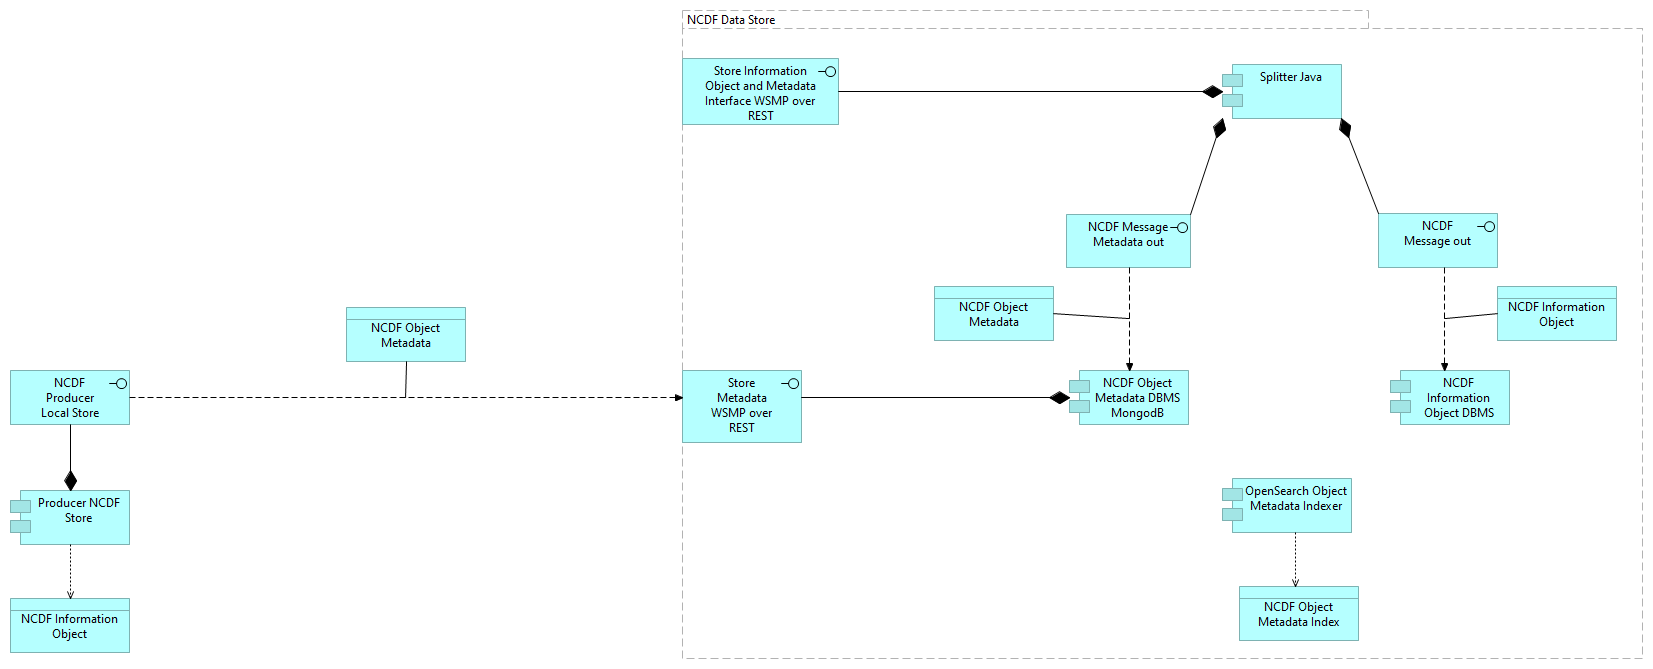 NCDF Data Store
Store Information
Object and Metadata
Interface WSMP over
REST
Splitter Java
NCDF Message
Metadata out
NCDF
Message out
NCDF Object
Metadata
NCDF Information
Object
NCDF Object
Metadata
NCDF
Producer
Local Store
Store
Metadata
WSMP over
REST
NCDF Object
Metadata DBMS
MongodB
NCDF
Information
Object DBMS
Producer NCDF
Store
OpenSearch Object
Metadata Indexer
NCDF Information
Object
NCDF Object
Metadata Index